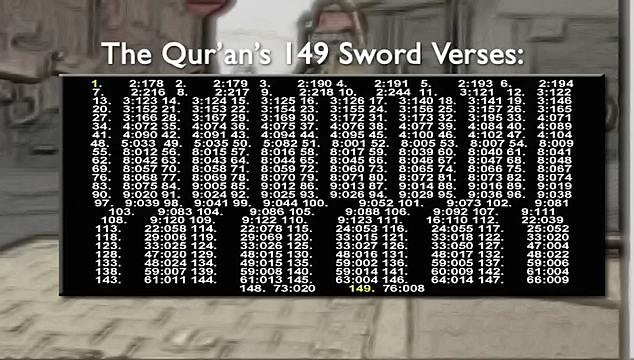 The Qur'an's 149 Sword Verses:
1. 2:178 2. 2:179 3. 2:190 4. 2:191 5. 2:193 6. 2:194
7. 2:216 8. 2:217 9. 2:218 10. 2:244 11. 3:121 12. 3:122
13. 3:123 14. 3:124 15. 3:125 16. 3:126 17. 3:140 18. 3:141 19. 3:146
20. 3:152 21. 3:153 22. 3:154 23. 3:155 24. 3:156 25. 3:157 26. 3:165
27. 3:166 28. 3:167 29. 3:169 30. 3:172 31. 3:173 32. 3:195 33. 4:071
34. 4:072 35. 4:074 36. 4:075 37. 4:076 38. 4:077 39. 4:084 40. 4:089
41. 4:090 42. 4:091 43. 4:094 44. 4:095 45. 4:100 46. 4:102 47. 4:104
48. 5:033 49. 5:035 50. 5:082 51. 8:001 52. 8:005 53. 8:007 54. 8:009
55. 8:012 56. 8:015 57. 8:016 58. 8:017 59. 8:039 60. 8:040 61. 8:041
62. 8:042 63. 8:043 64. 8:044 65. 8:045 66. 8:046 67. 8:047 68. 8:048
69. 8:057 70. 8:058 71. 8:059 72. 8:060 73. 8:065 74. 8:066 75. 8:067
76. 8:068 77. 8:069 78. 8:070 79. 8:071 80. 8:072 81. 8:073 82. 8:074
83. 8:075 84. 9:005 85. 9:012 86. 9:013 87. 9:014 88. 9:016 89. 9:019
90. 9:020 91. 9:024 92. 9:025 93. 9:026 94. 9:029 95. 9:036 96. 9:038
97. 9:039 98. 9:041 99. 9:044 100. 9:052 101. 9:073 102. 9:081
103. 9:083 104. 9:086 105. 9:088 106. 9:092 107. 9:111
108. 9:120 109. 9:122 110. 9:123 111. 16:110 112. 22:039
113. 22:058 114. 22:078 115. 24:053 116. 24:055 117. 25:052
118. 29:006 119. 29:069 120. 33:015 121. 33:018 122. 33:020
123. 33:025 124. 33:026 125. 33:027 126. 33:050 127. 47:004
128. 47:020 129. 48:015 130. 48:016 131. 48:017 132. 48:022
133. 48:024 134. 49:015 135. 59:002 136. 59:005 137. 59:006
138. 59:007 139. 59:008 140. 59:014 141. 60:009 142. 61:004
143. 61:011 144. 61:013 145. 63:004 146. 64:014 147. 66:009
148. 73:020 149. 76:008